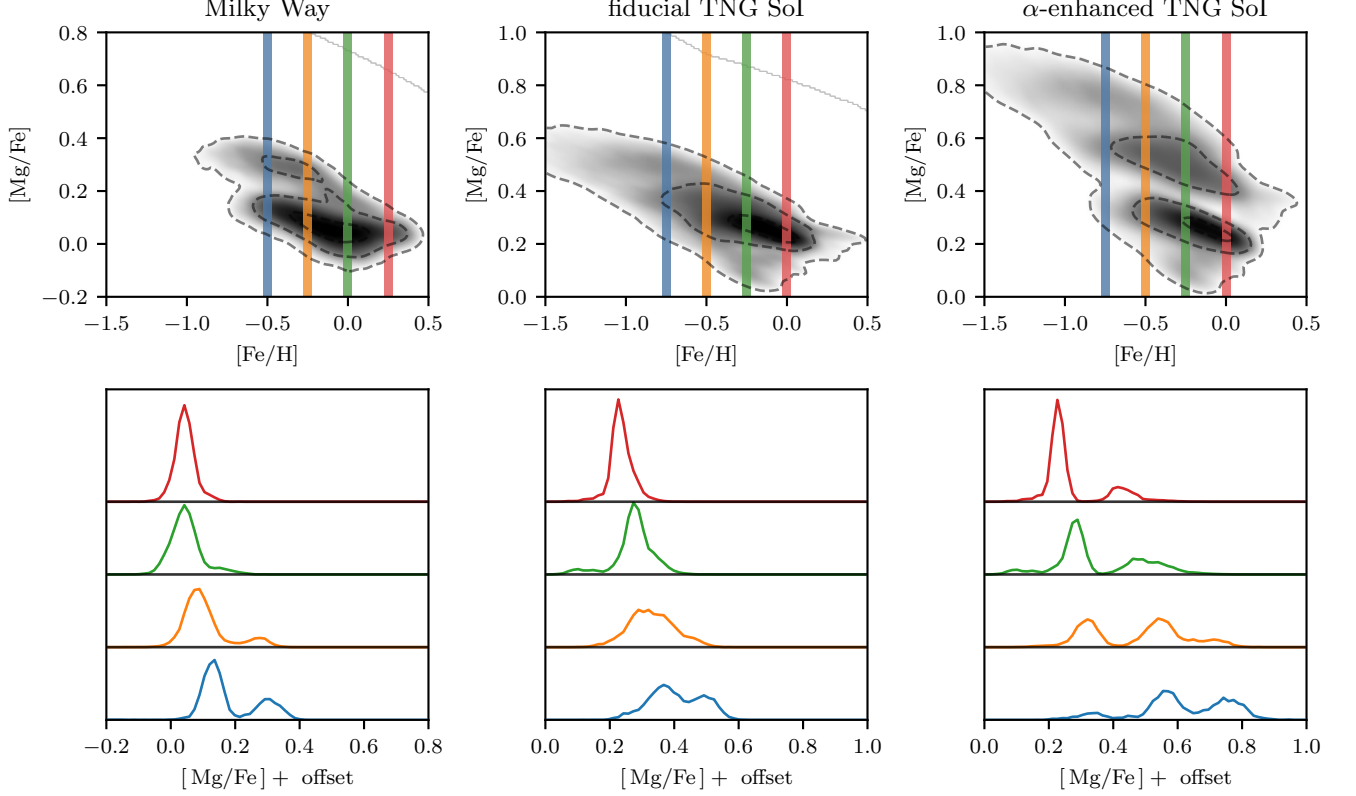 Milky Way
fiducial TNG SoI
α-enhanced TNG SoI
0.8
0.6
0.4
0.2
0.0
−0.2
[Mg/Fe]
−1.5 −1.0 −0.5 0.0 0.5
[Fe/H]
1.0
0.8
0.6
0.4
0.2
0.0
[Mg/Fe]
−1.5 −1.0 −0.5 0.0 0.5
[Fe/H]
1.0
0.8
0.6
0.4
0.2
0.0
[Mg/Fe]
−1.5 −1.0 −0.5 0.0 0.5
[Fe/H]
−0.2 0.0 0.2 0.4 0.6 0.8
[Mg/Fe] + offset
0.0 0.2 0.4 0.6 0.8 1.0
[Mg/Fe] + offset
0.0 0.2 0.4 0.6 0.8 1.0
[Mg/Fe] + offset